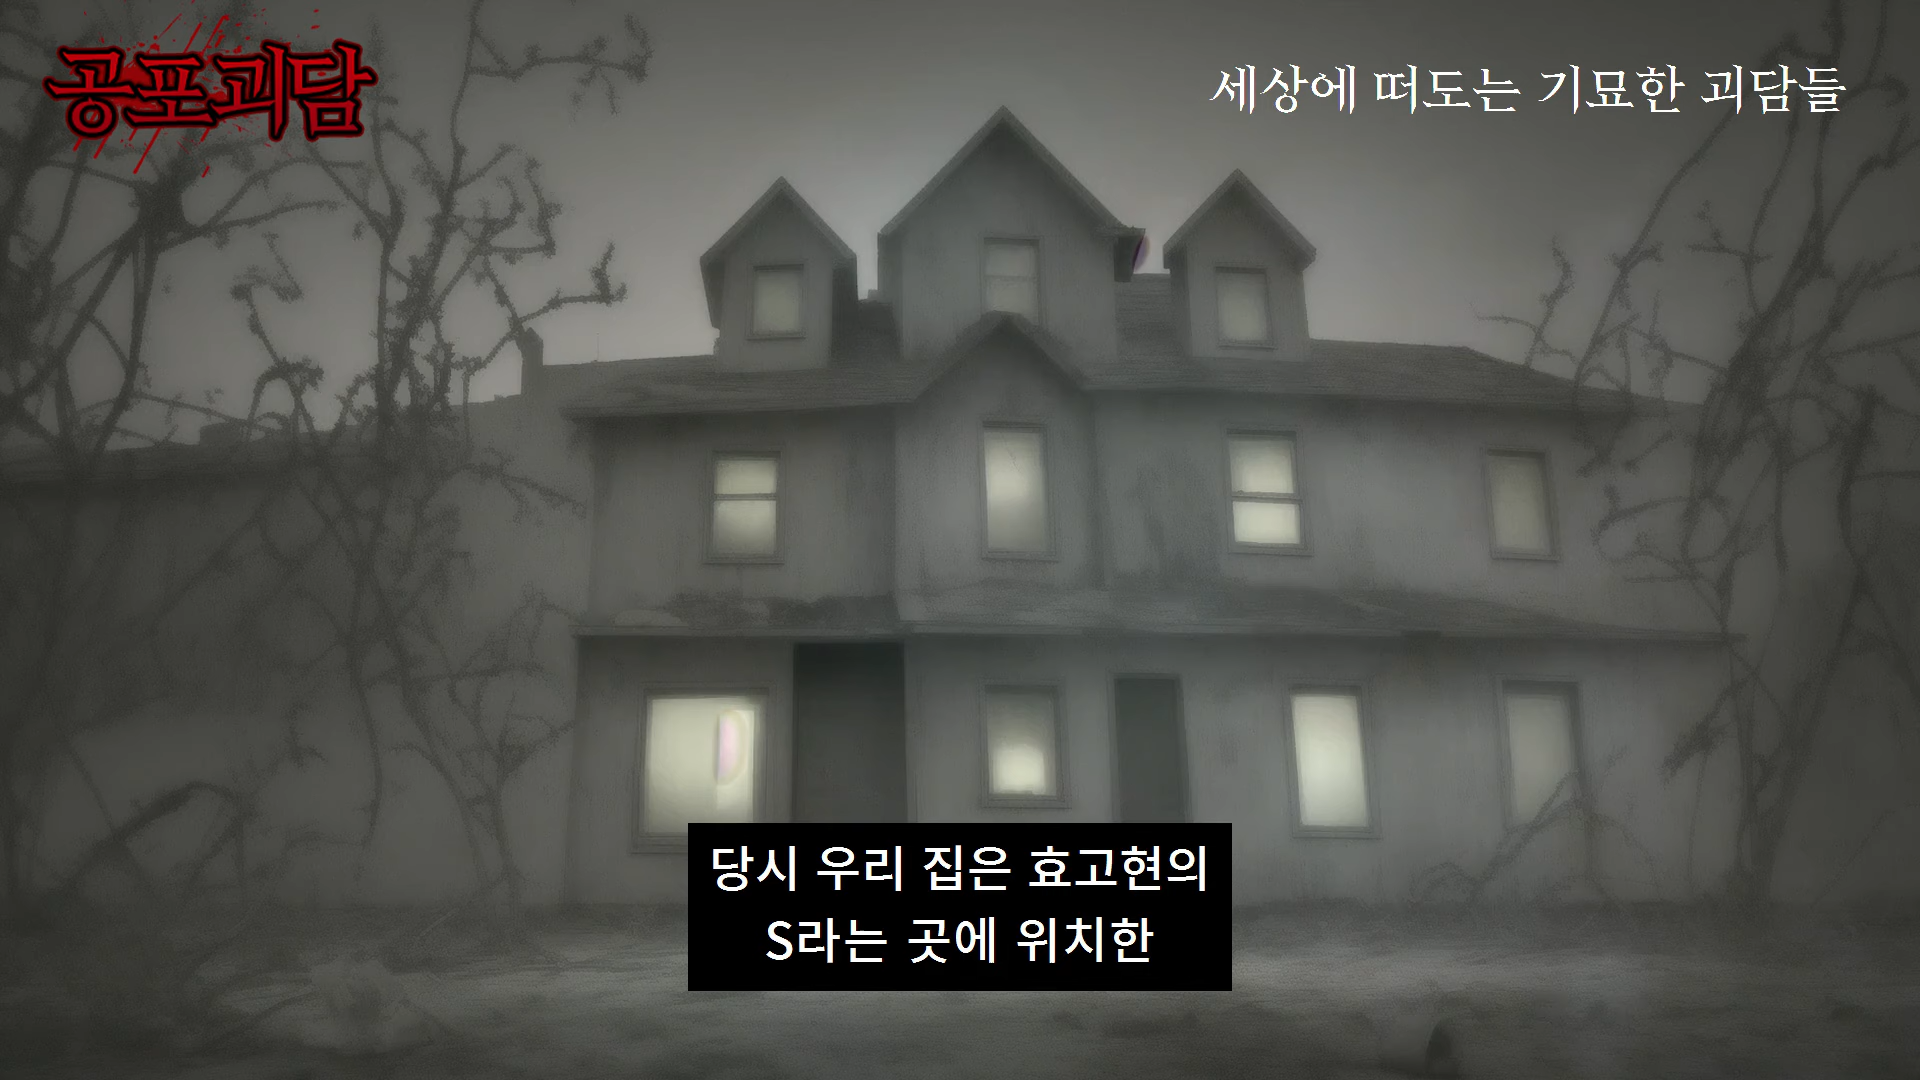 공포괴담
세상에 떠도는 기묘한 괴담들
당시 우리 집은 효고현의
S라는 곳에 위치한